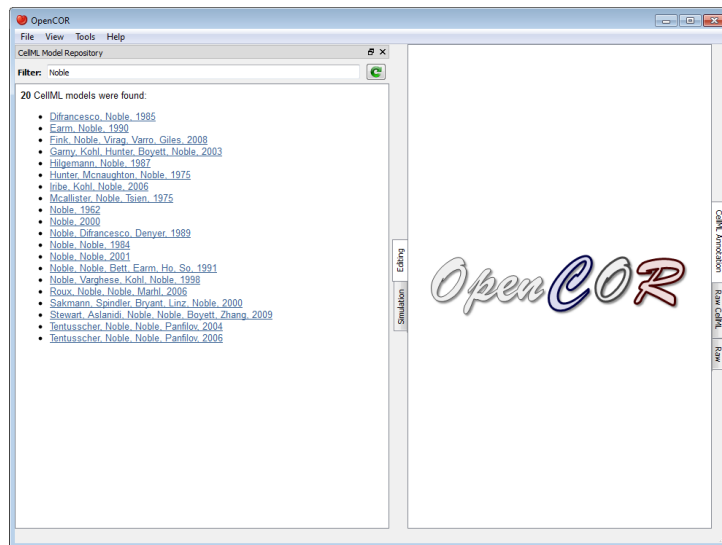 OpenCOR
File View Tools Help
CellML Model Repository
Filter: Noble
20 CellML models were found:
Difrancesco, Noble, 1985
Earm, Noble, 1990
Fink, Noble, Virag, Varro, Giles, 2008
Garny, Kohl, Hunter, Boyett, Noble, 2003
Hilgemann, Noble, 1987
Hunter, Mcnaughton, Noble, 1975
Iribe, Kohl, Noble, 2006
Mcallister, Noble, Tsien, 1975
Noble, 1962
Noble, 2000
Noble, Difrancesco, Denyer, 1989
Noble, Noble, 1984
Noble, Noble, 2001
Noble, Noble, Bett, Earm, Ho, So, 1991
Noble, Varghese, Kohl, Noble, 1998
Roux, Noble, Noble, Marhl, 2006
Sakmann, Spindler, Bryant, Linz, Noble, 2000
Stewart, Aslanidi, Noble, Noble, Boyett, Zhang, 2009
Tentusscher, Noble, Noble, Panfilov, 2004
Tentusscher, Noble, Noble, Panfilov, 2006
Editing
Simulation
OpenCOR
CellML Annotation
Raw CellML
Raw